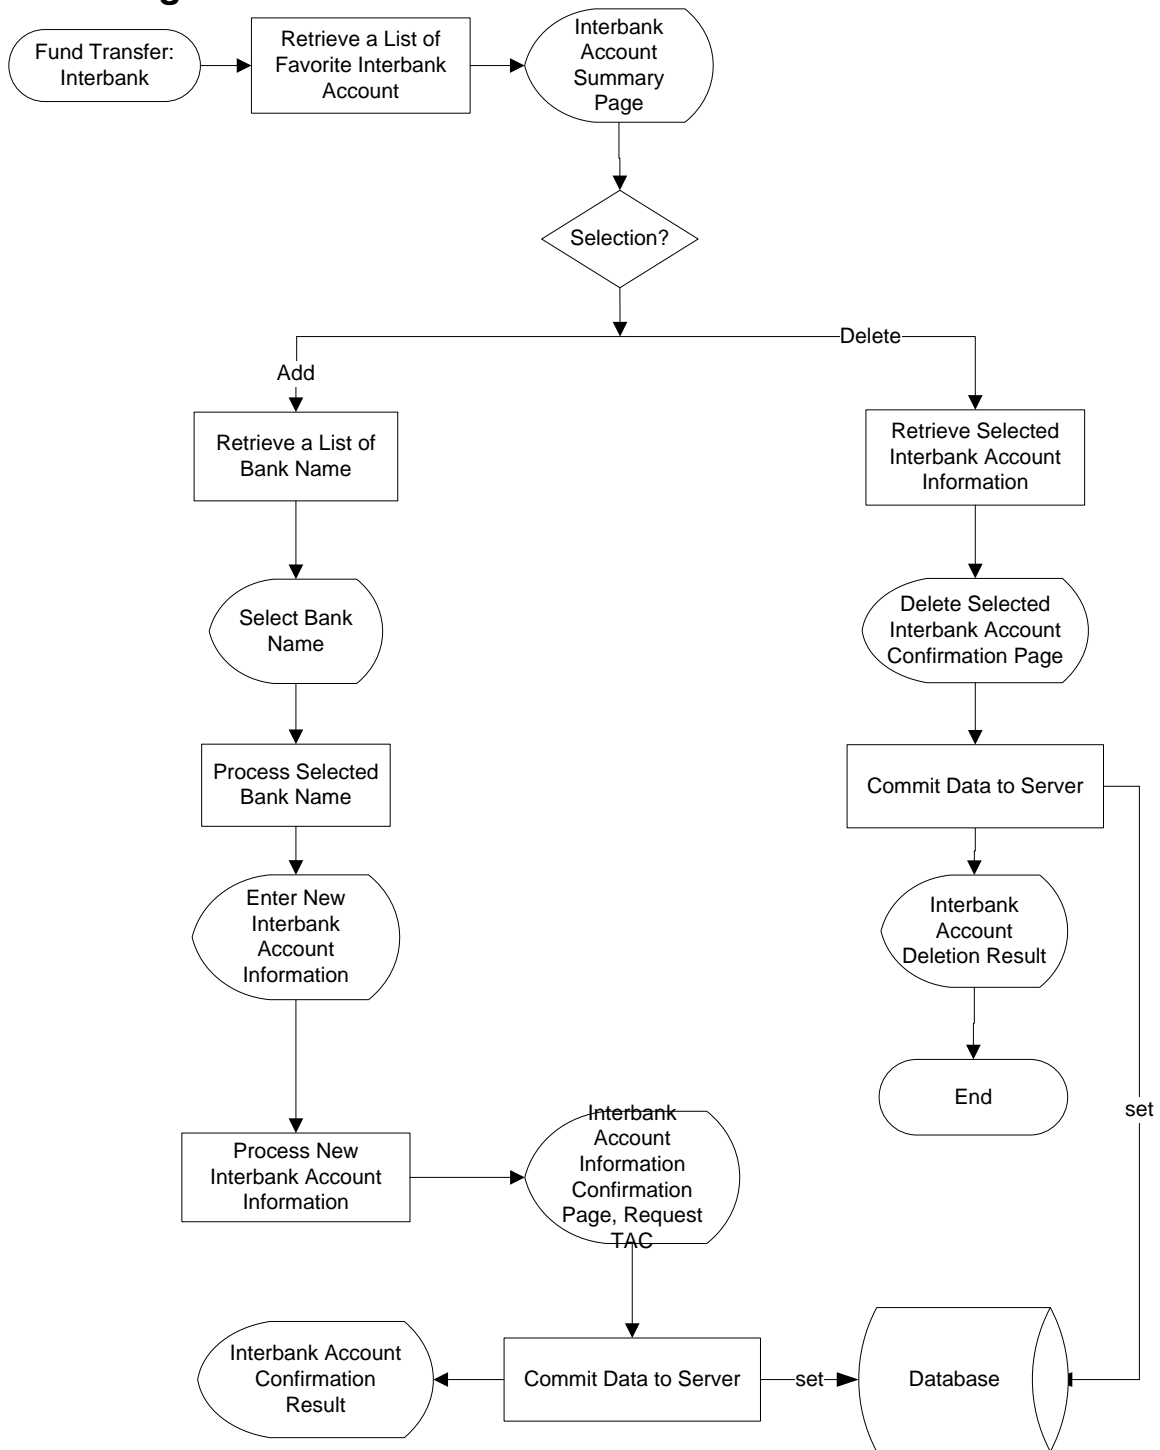 Fund Transfer:
Interbank
Retrieve a List of
Favorite Interbank
Account
Interbank
Account
Summary
Page
Selection?
Delete
Add
Retrieve a List of
Bank Name
Retrieve Selected
Interbank Account
Information
Select Bank
Name
Delete Selected
Interbank Account
Confirmation Page
Process Selected
Bank Name
Commit Data to Server
Enter New
Interbank
Account
Information
Interbank
Account
Deletion Result
End
set
Process New
Interbank Account
Information
Interbank
Account
Information
Confirmation
Page, Request
TAC
Interbank Account
Confirmation
Result
Commit Data to Server
set
Database